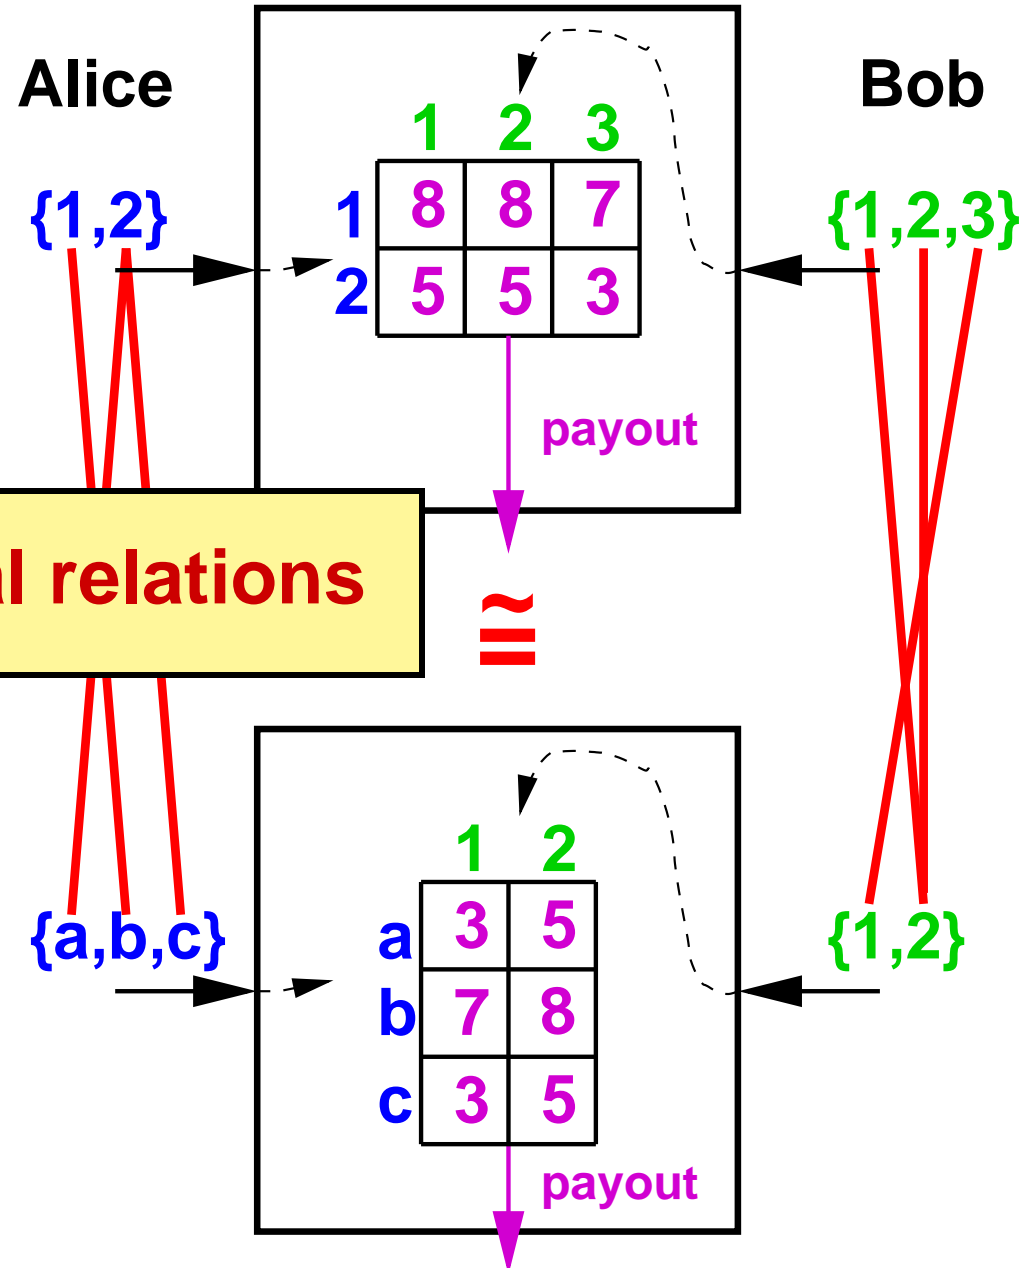 Alice
Bob
1 2 3
{1,2}
1 8 8 7
{1,2,3}
2 5 5 3
payout
relations
≅
1 2
{a,b,c}
a 3 5
{1,2}
b 7 8
c 3 5
payout